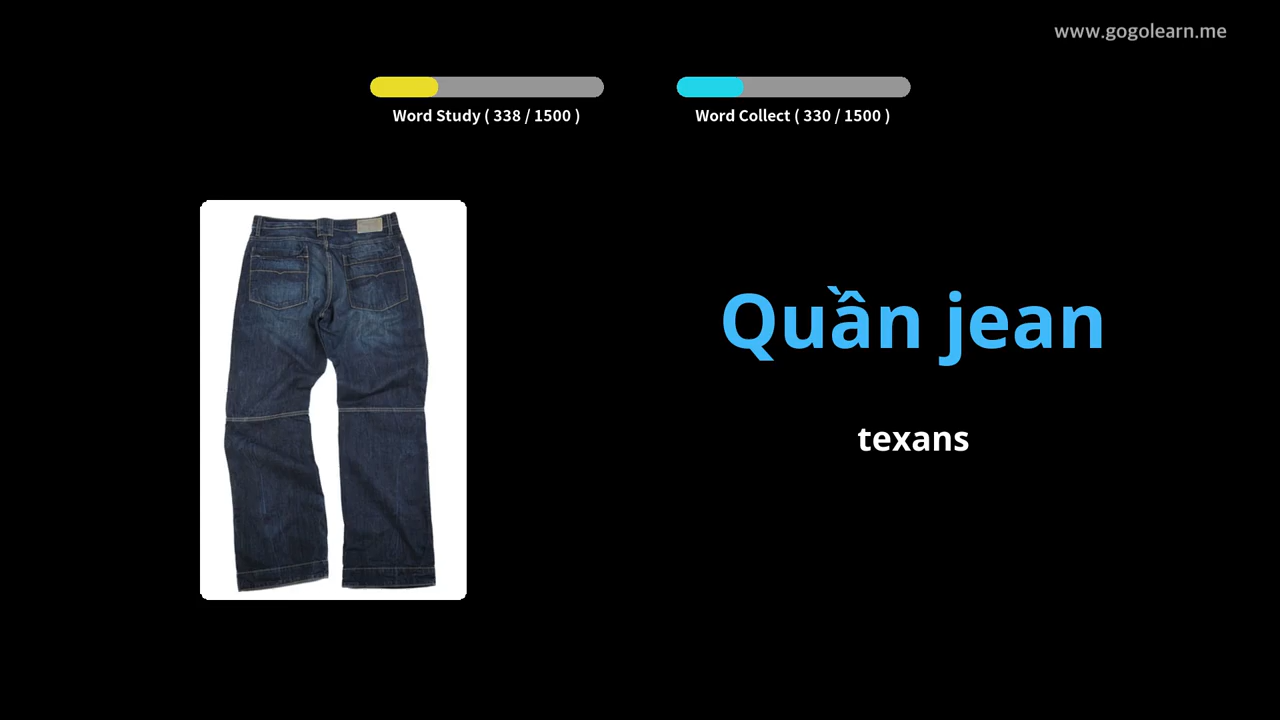 www.gogolearn.me
Word Study ( 338 / 1500 )
Word Collect ( 330 / 1500 )
Quần jean
texans